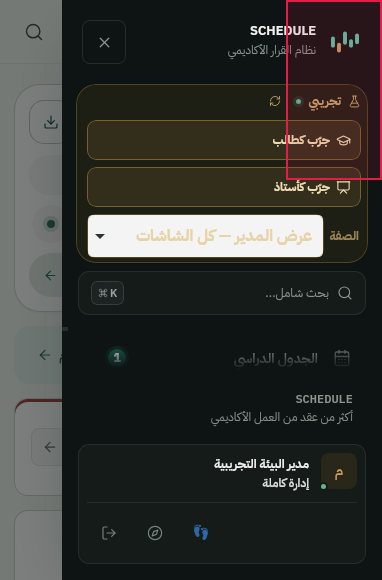 SCHEDULE
نظام القرار الأكاديمي
تجريبي
جرّب كطالب
جرّب كأستاذ
الصفة
عرض المدير — كل الشاشات
بحث شامل...
⌘ K
الجدول الدراسي
1
SCHEDULE
أكثر من عقد من العمل الأكاديمي
م
مدير البيئة التجريبية
إدارة كاملة